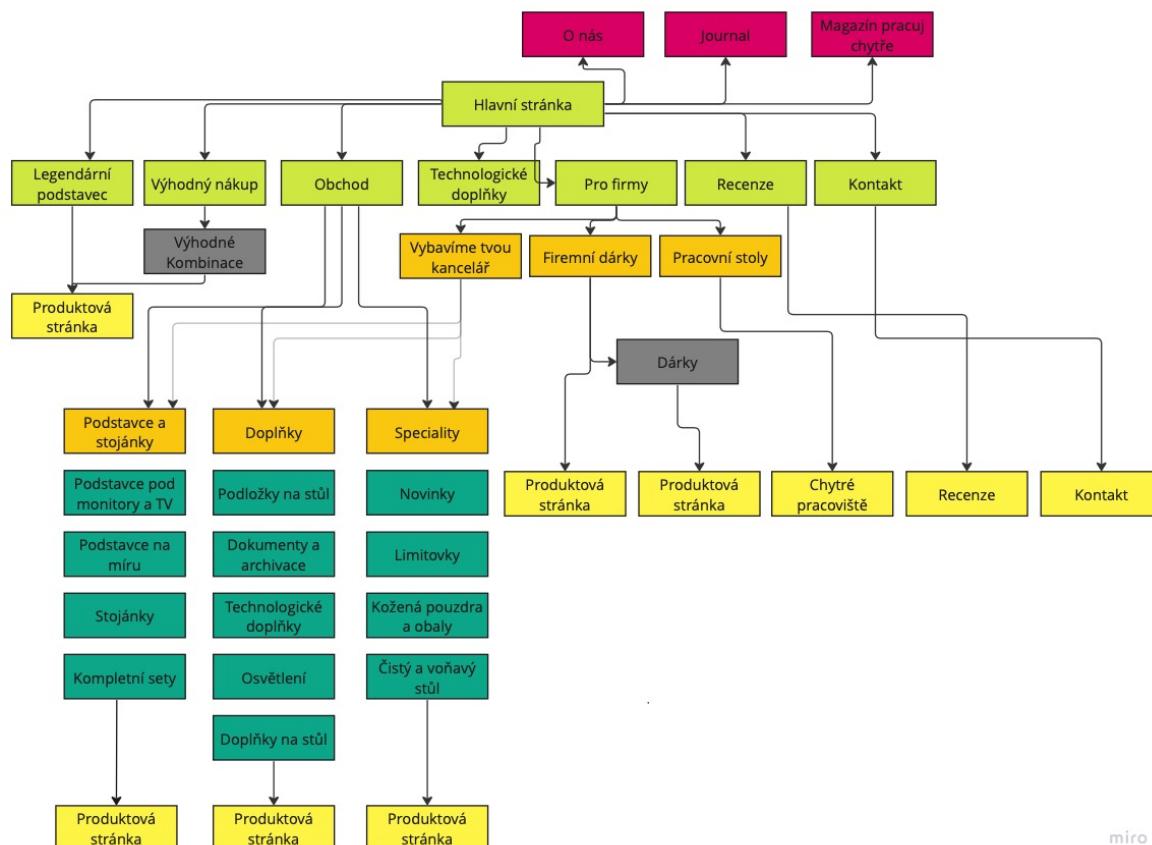 O nás
Journal
Magazín pracuj
chytře
Hlavní stránka
Legendární
podstavec
Výhodný nákup
Obchod
Technologické
doplňky
Pro firmy
Recenze
Kontakt
Výhodné
Kombinace
Vybavíme tvou
kancelář
Firemní dárky
Pracovní stoly
Produktová
stránka
Dárky
Podstavce a
stojánky
Doplňky
Speciality
Podstavce pod
monitory a TV
Podložky na stůl
Novinky
Produktová
stránka
Produktová
stránka
Chytré
pracoviště
Recenze
Kontakt
Podstavce na
míru
Dokumenty a
archivace
Limitovky
Stojánky
Technologické
doplňky
Kožená pouzdra
a obaly
Kompletní sety
Osvětlení
Čistý a voňavý
stůl
Doplňky na stůl
Produktová
stránka
Produktová
stránka
Produktová
stránka
miro